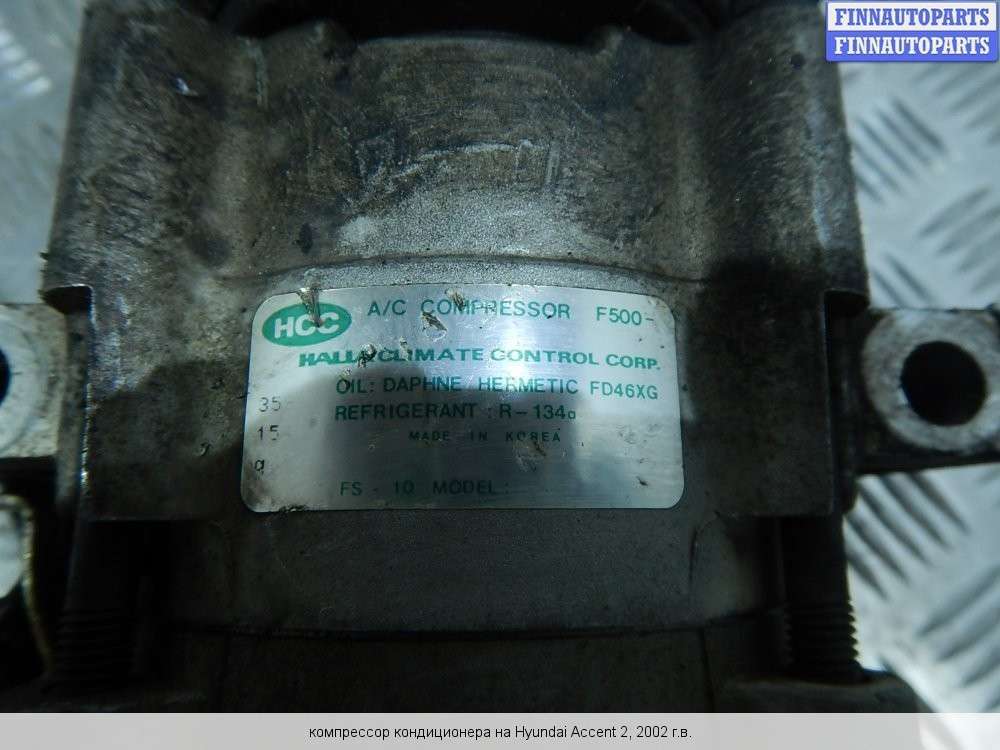 FINNAUTOPARTS
FINNAUTOPARTS
HCC
A/C COMPRESSOR F500-
HALLA CLIMATE CONTROL CORP.
OIL: DAPHNE HERMETIC FD46XG
35
REFRIGERANT : R-134a
15
MADE IN KOREA
g
FS - 10 MODEL:
компрессор кондиционера на Hyundai Accent 2, 2002 г.в.